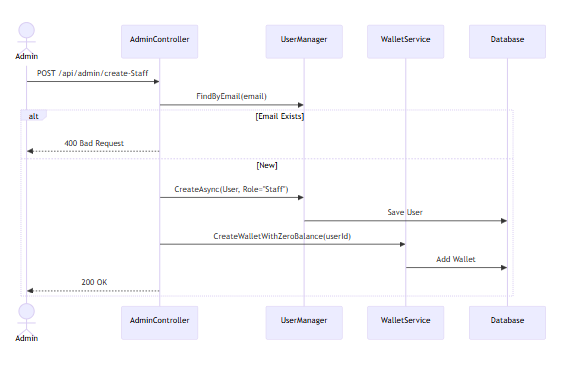 AdminController UserManager WalletService Database
Admin
POST /api/admin/create-Staff
FindByEmail(email)
alt [Email Exists]
400 Bad Request
[New]
CreateAsync(User, Role="Staff")
Save User
CreateWalletWithZeroBalance(userId)
Add Wallet
200 OK
AdminController UserManager WalletService Database
Admin